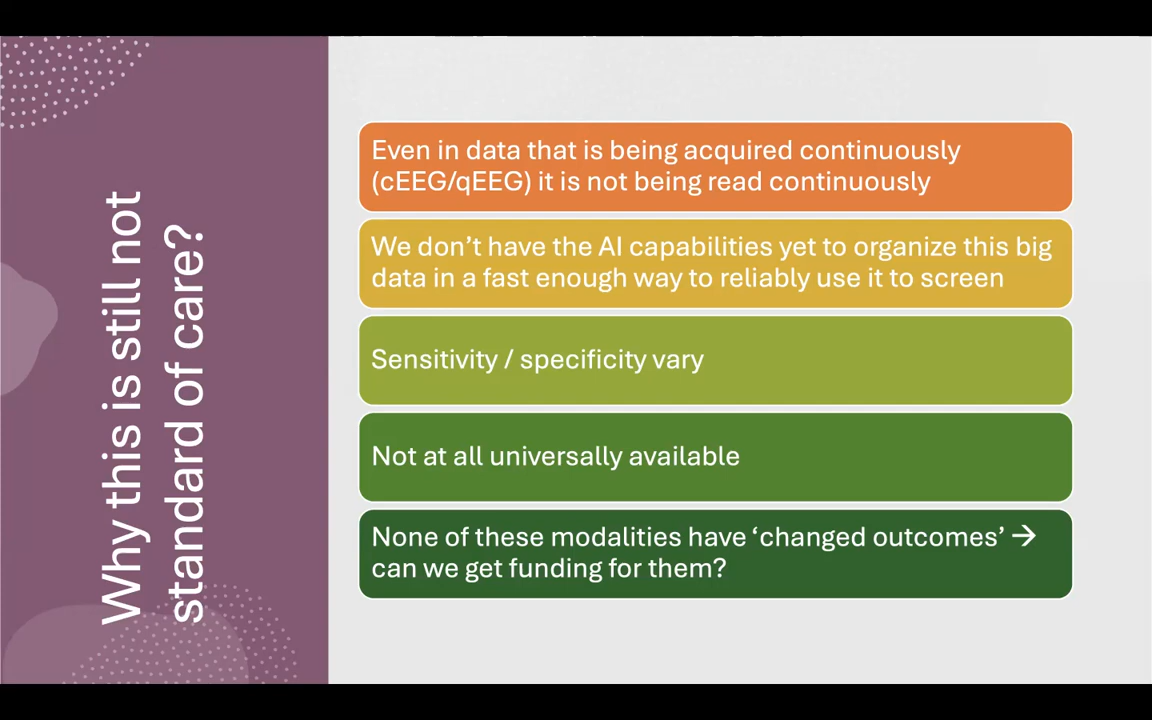 Why this is still not
standard of care?
Even in data that is being acquired continuously
(cEEG/qEEG) it is not being read continuously
We don’t have the AI capabilities yet to organize this big
data in a fast enough way to reliably use it to screen
Sensitivity / specificity vary
Not at all universally available
None of these modalities have ‘changed outcomes’ →
can we get funding for them?